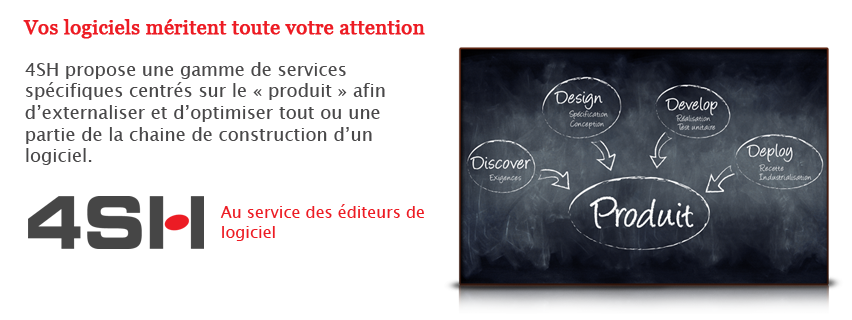 Vos logiciels méritent toute votre attention
4SH propose une gamme de services
spécifiques centrés sur le « produit » afin
d’externaliser et d’optimiser tout ou une
partie de la chaine de construction d’un
logiciel.
4SH
Au service des éditeurs de
logiciel
Discover
Exigences
Design
Spécification
Conception
Develop
Réalisation
Test unitaire
Deploy
Recette
Industrialisation
Produit